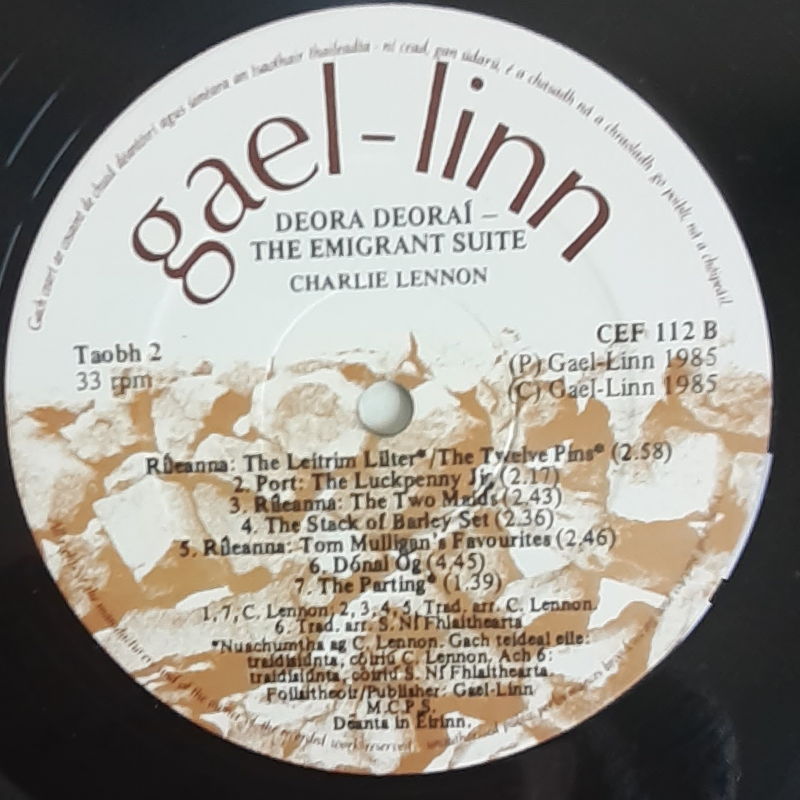 gael-linn
DEORA DEORAÍ –
THE EMIGRANT SUITE
CHARLIE LENNON
Taobh 2
33 rpm
CEF 112 B
(P) Gael-Linn 1985
(C) Gael-Linn 1985
Ríleanna: The Leitrim Lilter*/The Twelve Pins* (2.58)
2. Port: The Luckpenny Jig (2.17)
3. Ríleanna: The Two Maids (2.43)
4. The Stack of Barley Set (2.36)
5. Ríleanna: Tom Mulligan's Favourites (2.46)
6. Dónal Óg (4.45)
7. The Parting* (1.39)
1, 7, C. Lennon; 2, 3, 4, 5, Trad. arr. C. Lennon.
6. Trad. arr. S. Ní Fhlaithearta
*Nuachumtha ag C. Lennon. Gach teideal eile:
traidisiúnta, cóiriú C. Lennon. Ach 6:
traidisiúnta, cóiriú S. Ní Fhlaithearta.
Foilsitheoir/Publisher: Gael-Linn
M.C.P.S.
Déanta in Éirinn.